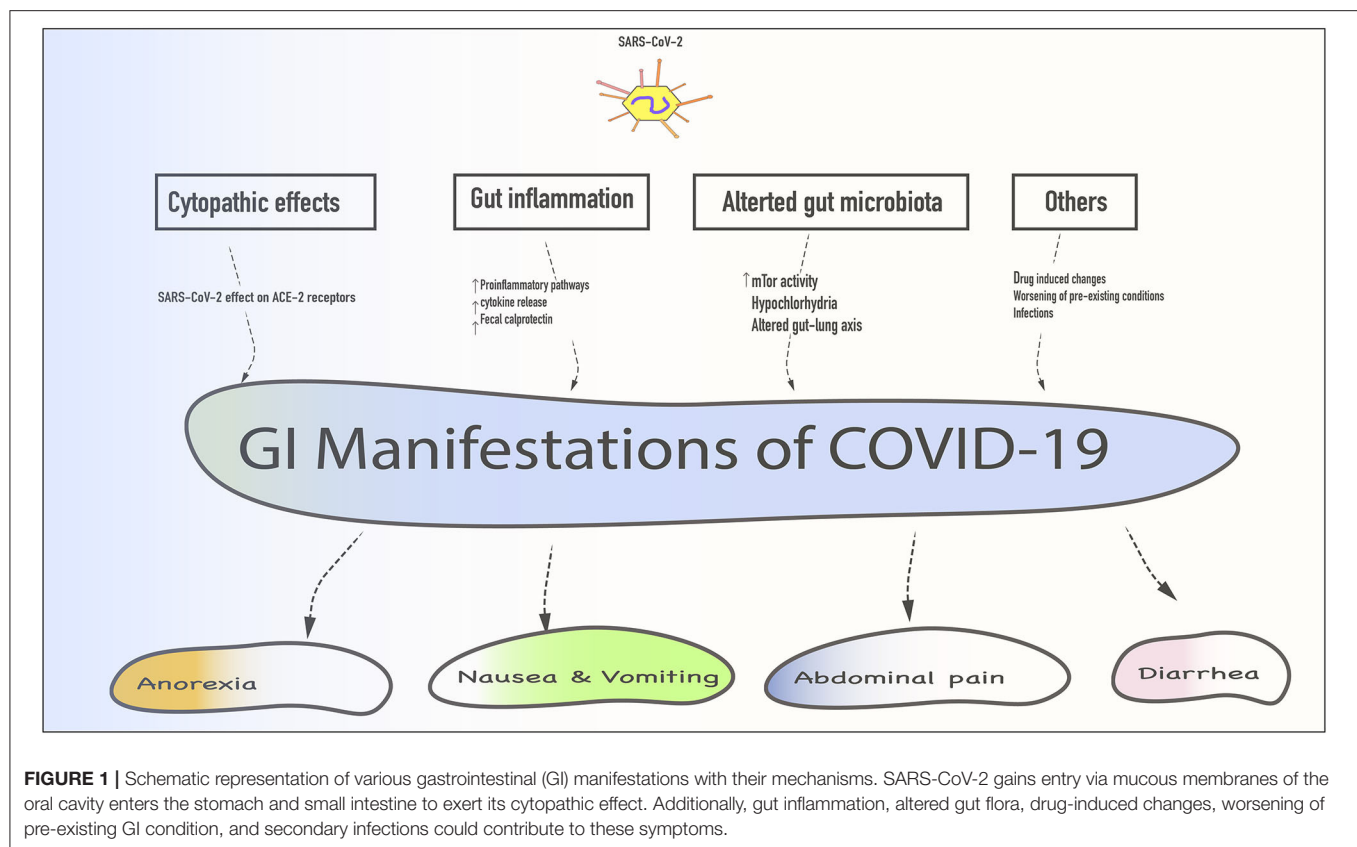 SARS-CoV-2
Cytopathic effects
Gut inflammation
Alterted gut microbiota
Others
SARS-CoV-2 effect on ACE-2 receptors
↑ Proinflammatory pathways
↑ cytokine release
↑ Fecal calprotectin
↑ mTor activity
Hypochlorhydria
Altered gut-lung axis
Drug induced changes
Worsening of pre-existing conditions
Infections
GI Manifestations of COVID-19
Anorexia
Nausea & Vomiting
Abdominal pain
Diarrhea
FIGURE 1 | Schematic representation of various gastrointestinal (GI) manifestations with their mechanisms. SARS-CoV-2 gains entry via mucous membranes of the
oral cavity enters the stomach and small intestine to exert its cytopathic effect. Additionally, gut inflammation, altered gut flora, drug-induced changes, worsening of
pre-existing GI condition, and secondary infections could contribute to these symptoms.